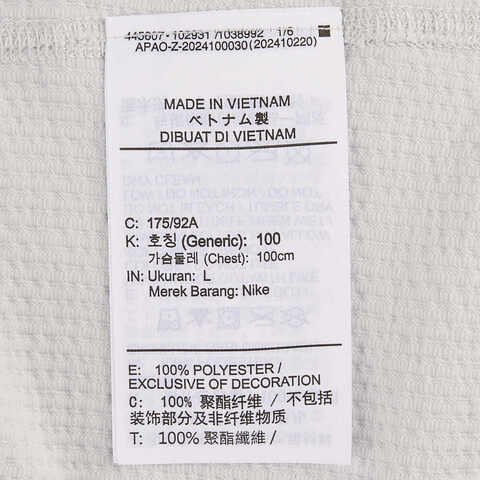 445807-102931 /1038992 1/6
APAO-Z-2024100030 (20241220)
MADE IN VIETNAM
ベトナム製
DIBUAT DI VIETNAM
C: 175/92A
K: 호칭 (Generic): 100
가슴둘레 (Chest): 100cm
IN: Ukuran: L
Merek Barang: Nike
E: 100% POLYESTER /
EXCLUSIVE OF DECORATION
C: 100% 聚酯纤维 / 不包括
装饰部分及非纤维物质
T: 100% 聚酯纖維 /